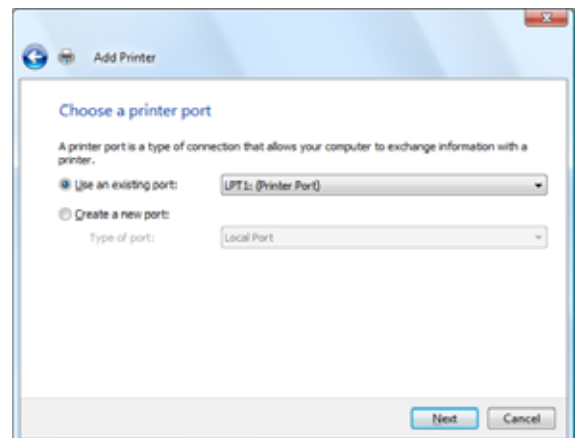 Add Printer
Choose a printer port
A printer port is a type of connection that allows your computer to exchange information with a
printer.
Use an existing port: LPT1: (Printer Port)
Create a new port:
Type of port: Local Port
Next Cancel